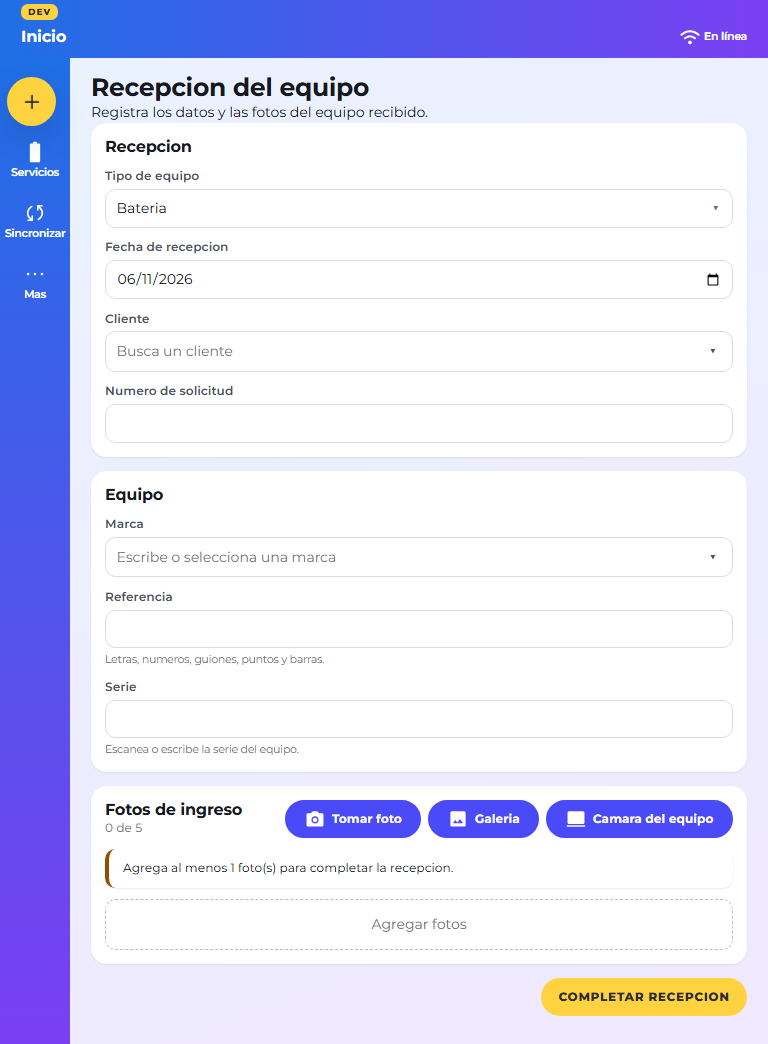 DEV
Inicio
En línea
+
Servicios
Sincronizar
...
Mas
Recepcion del equipo
Registra los datos y las fotos del equipo recibido.
Recepcion
Tipo de equipo
Bateria
Fecha de recepcion
06/11/2026
Cliente
Busca un cliente
Numero de solicitud
Equipo
Marca
Escribe o selecciona una marca
Referencia
Letras, numeros, guiones, puntos y barras.
Serie
Escanea o escribe la serie del equipo.
Fotos de ingreso
0 de 5
Tomar foto
Galeria
Camara del equipo
Agrega al menos 1 foto(s) para completar la recepcion.
Agregar fotos
COMPLETAR RECEPCION